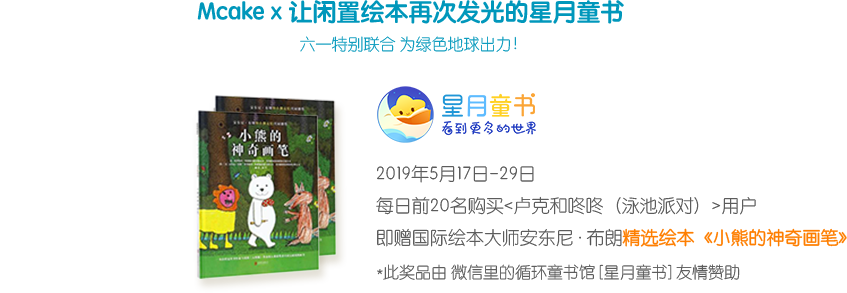 Mcake x 让闲置绘本再次发光的星月童书
六一特别联合 为绿色地球出力！
星月童书
看到更多的世界
小熊的
神奇画笔
2019年5月17日-29日
每日前20名购买<卢克和咚咚（泳池派对）>用户
即赠国际绘本大师安东尼·布朗精选绘本《小熊的神奇画笔》
*此奖品由 微信里的循环童书馆 [星月童书] 友情赞助